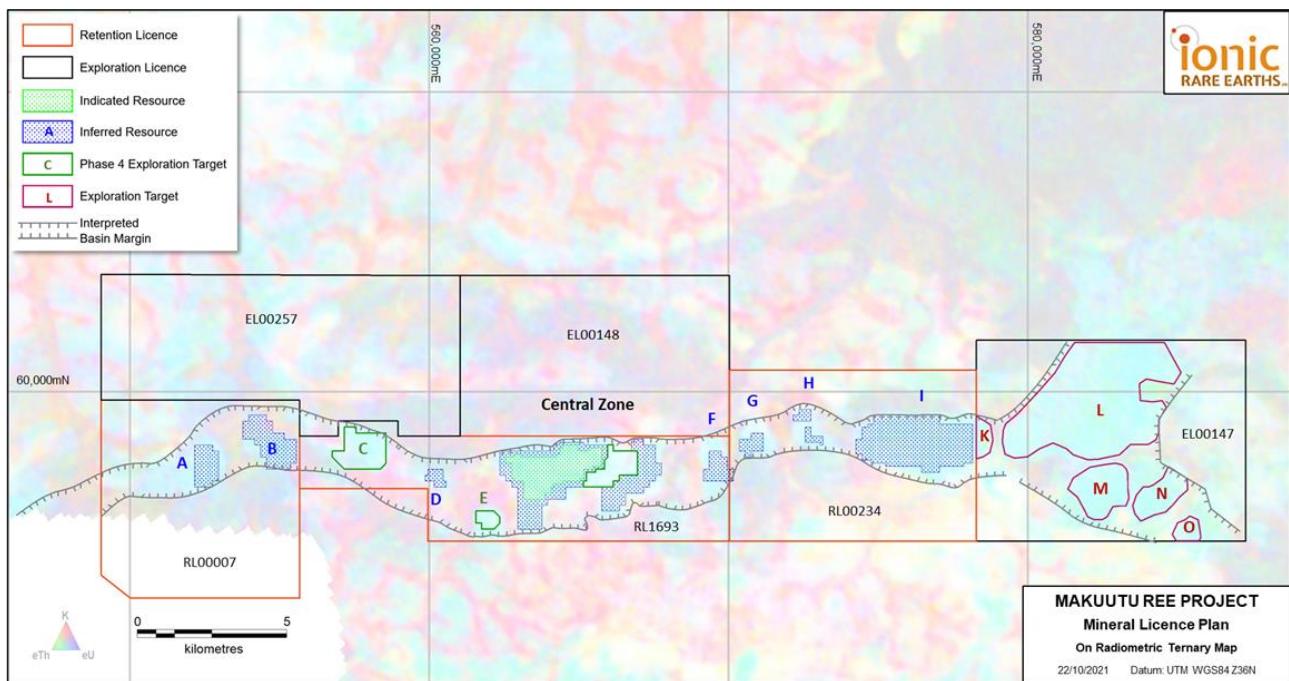 Retention Licence
Exploration Licence
Indicated Resource
A Inferred Resource
C Phase 4 Exploration Target
L Exploration Target
Interpreted
Basin Margin
560,000mE
580,000mE
ionic
RARE EARTHS
EL00257
EL00148
60,000mN
Central Zone
H
I
G
F
L
K
EL00147
A
B
C
D
E
M
N
O
RL1693
RL00234
RL00007
K
eTh
eU
0
5
kilometres
MAKUUTU REE PROJECT
Mineral Licence Plan
On Radiometric Ternary Map
22/10/2021 Datum: UTM WGS84 Z36N